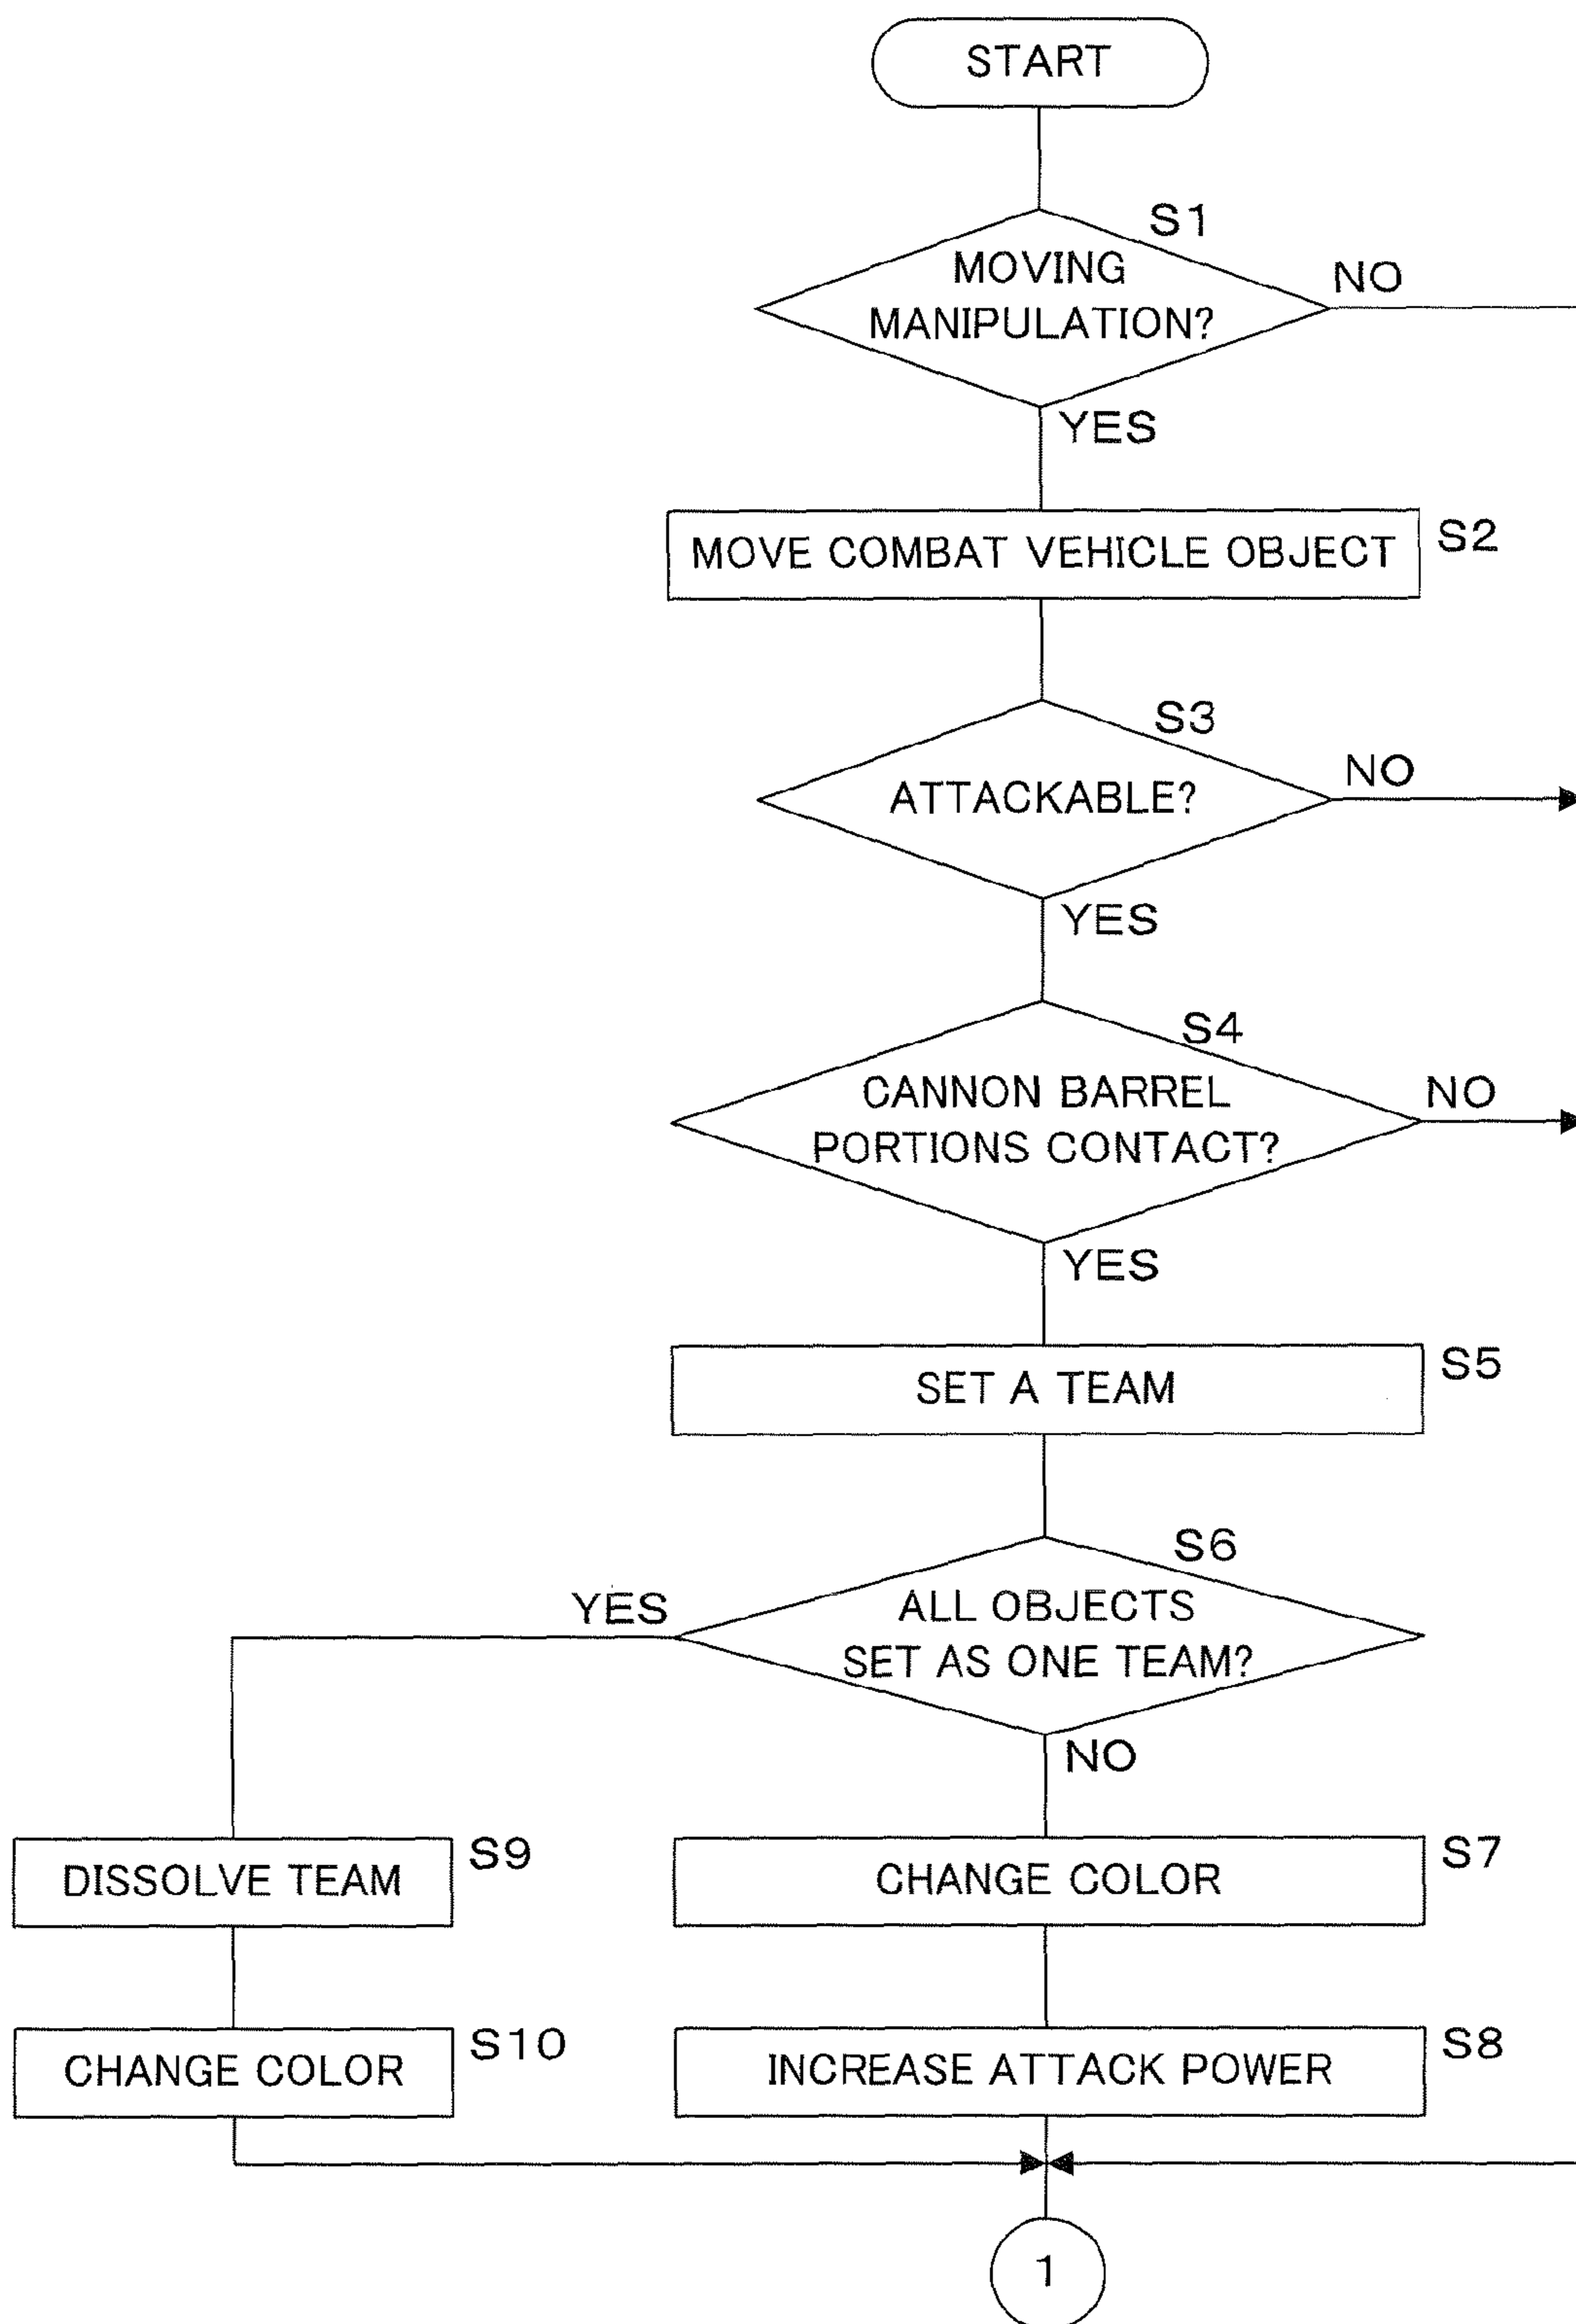 START
S1
MOVING
MANIPULATION?
NO
YES
MOVE COMBAT VEHICLE OBJECT
S2
S3
ATTACKABLE?
NO
YES
S4
CANNON BARREL
PORTIONS CONTACT?
NO
YES
SET A TEAM
S5
S6
ALL OBJECTS
SET AS ONE TEAM?
YES
NO
DISSOLVE TEAM
S9
CHANGE COLOR
S7
CHANGE COLOR
S10
INCREASE ATTACK POWER
S8
1